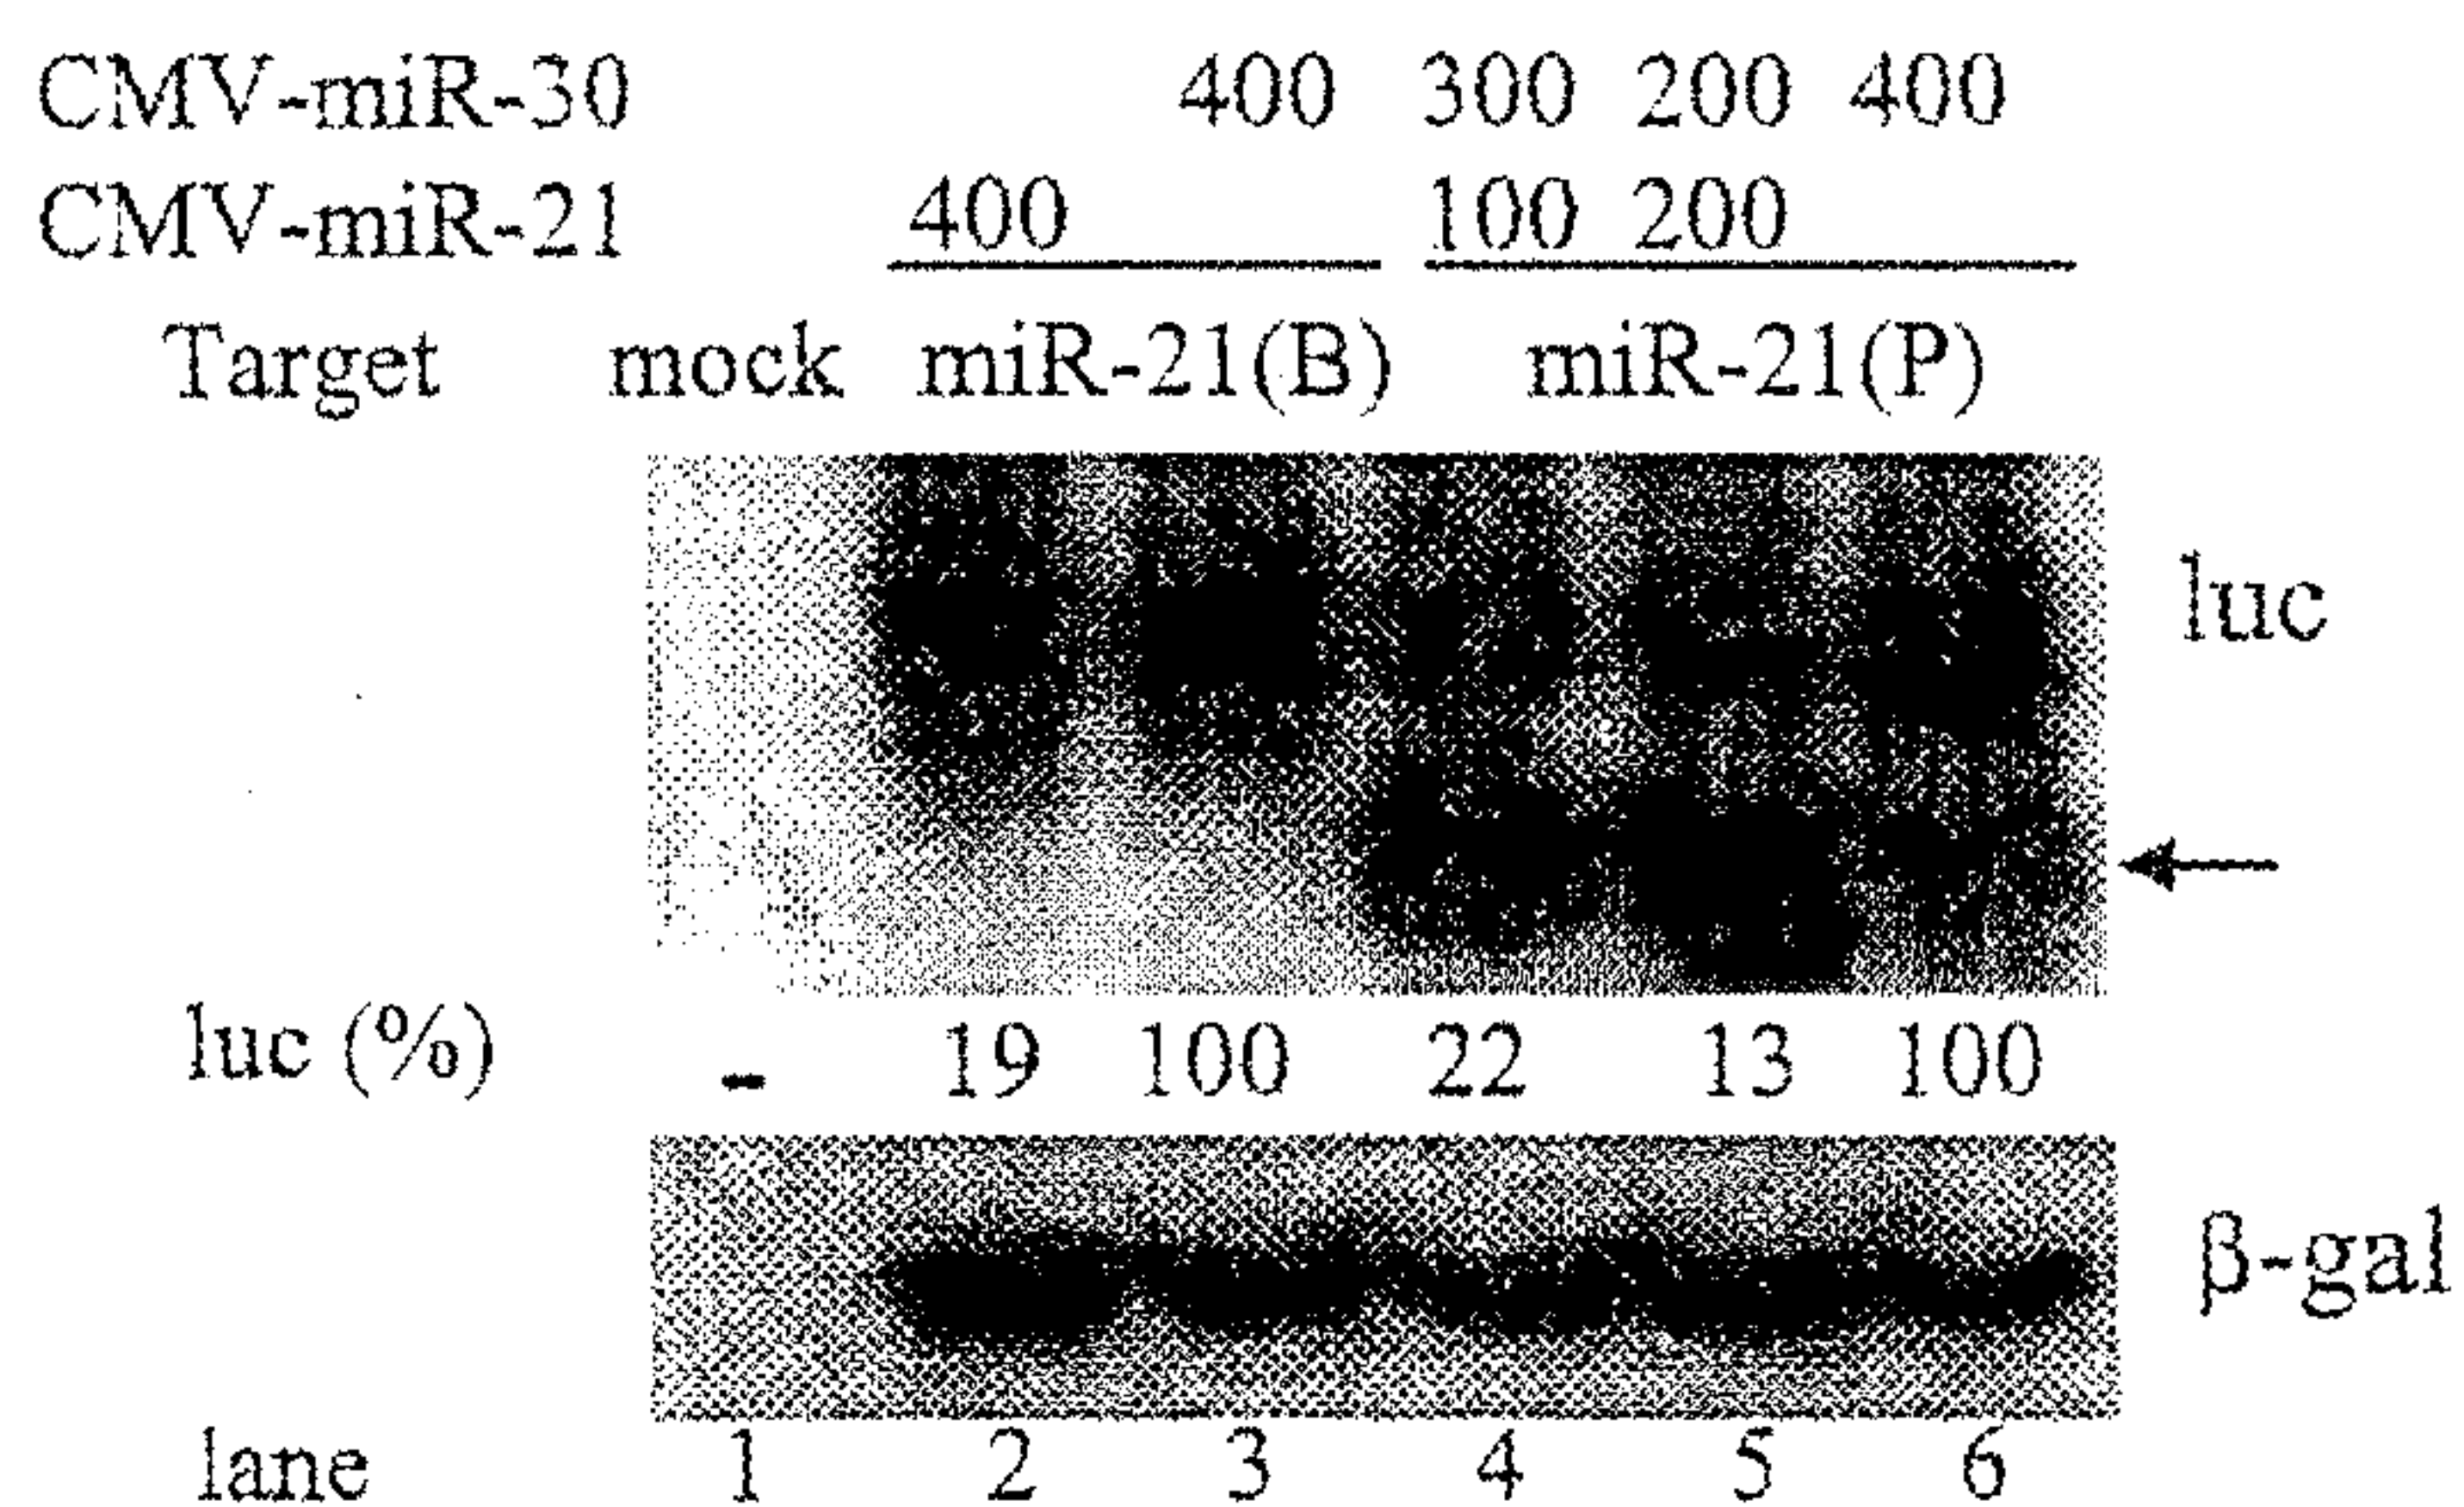 CMV-miR-30 400 300 200 400
CMV-miR-21 400 100 200
Target mock miR-21(B) miR-21(P)
luc
luc (%) - 19 100 22 13 100
β-gal
lane 1 2 3 4 5 6